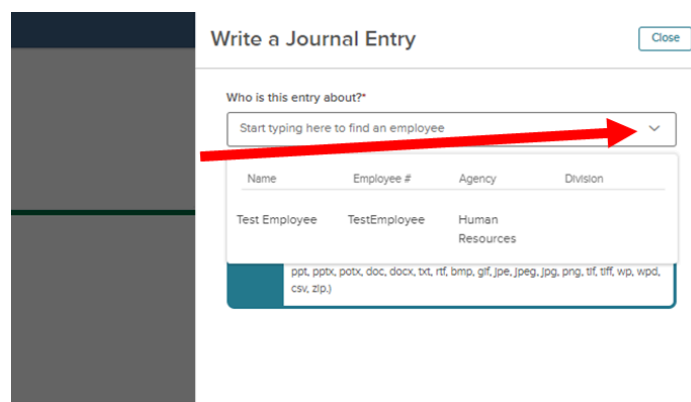 Write a Journal Entry
Close
Who is this entry about?*
Start typing here to find an employee
Name Employee # Agency Division
Test Employee TestEmployee Human
Resources
ppt, pptx, potx, doc, docx, txt, rtf, bmp, gif, jpe, jpeg, jpg, png, tif, tiff, wp, wpd,
csv, zip.)